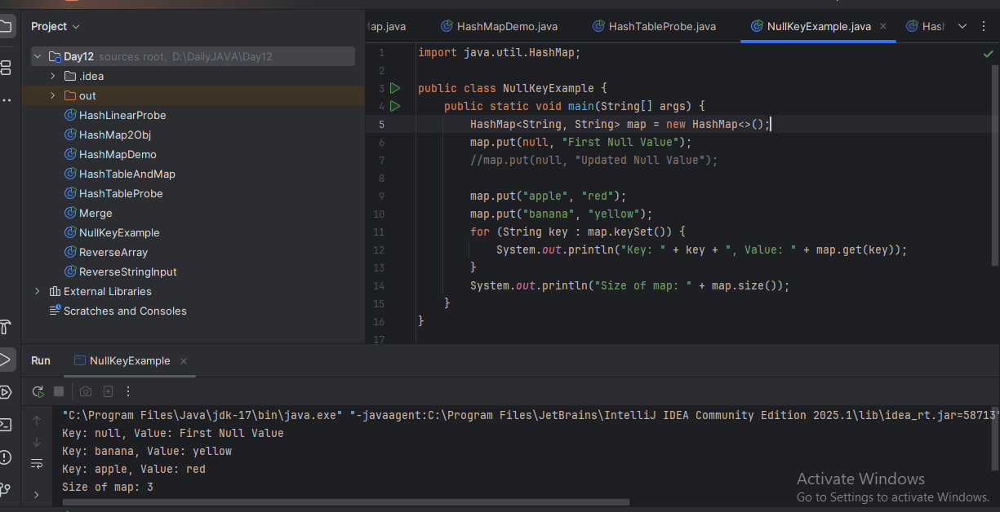 Project
Day12 sources root, D:\DailyJAVA\Day12
.idea
out
HashLinearProbe
HashMap2Obj
HashMapDemo
HashTableAndMap
HashTableProbe
Merge
NullKeyExample
ReverseArray
ReverseStringInput
External Libraries
Scratches and Consoles
ap.java HashMapDemo.java HashTableProbe.java NullKeyExample.java Hash
1 import java.util.HashMap;
2
3 public class NullKeyExample {
4 public static void main(String[] args) {
5 HashMap<String, String> map = new HashMap<>();
6 map.put(null, "First Null Value");
7 //map.put(null, "Updated Null Value");
8
9 map.put("apple", "red");
10 map.put("banana", "yellow");
11 for (String key : map.keySet()) {
12 System.out.println("Key: " + key + ", Value: " + map.get(key));
13 }
14 System.out.println("Size of map: " + map.size());
15 }
16 }
17
Run NullKeyExample
"C:\Program Files\Java\jdk-17\bin\java.exe" "-javaagent:C:\Program Files\JetBrains\IntelliJ IDEA Community Edition 2025.1\lib\idea_rt.jar=58713
Key: null, Value: First Null Value
Key: banana, Value: yellow
Key: apple, Value: red
Size of map: 3
Activate Windows
Go to Settings to activate Windows.